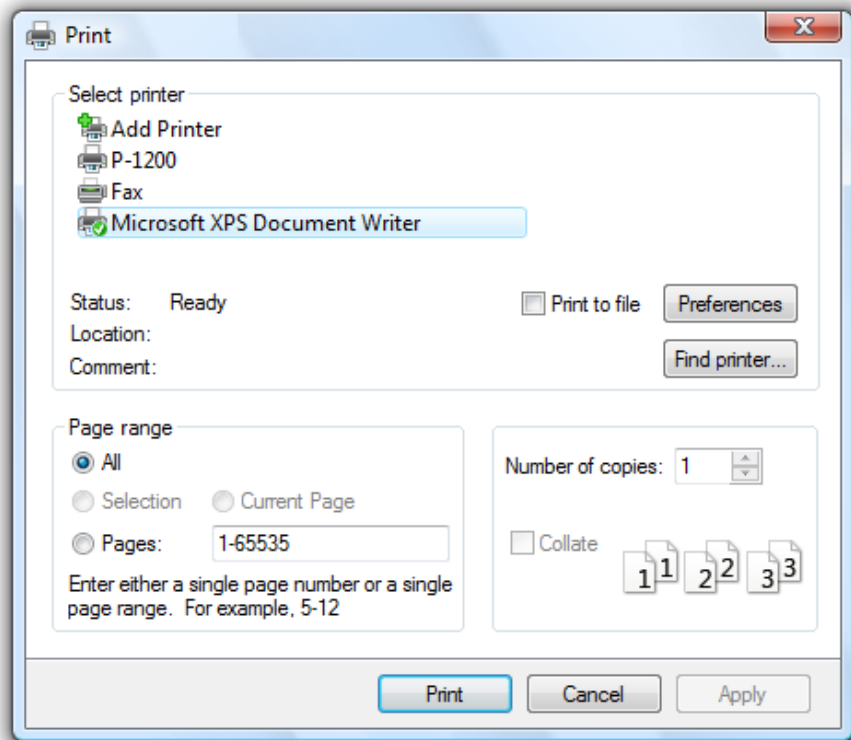 Print
Select printer
Add Printer
P-1200
Fax
Microsoft XPS Document Writer
Status: Ready
Print to file
Preferences
Location:
Comment:
Find printer...
Page range
All
Selection
Current Page
Pages: 1-65535
Enter either a single page number or a single
page range. For example, 5-12
Number of copies: 1
Collate
1 1 2 2 3 3
Print
Cancel
Apply